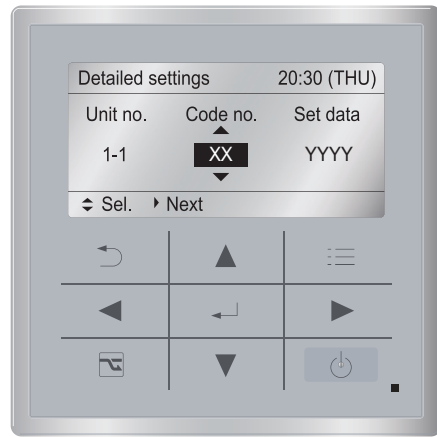 Detailed settings 20:30 (THU)
Unit no. Code no. Set data
1-1 XX YYYY
Sel. Next